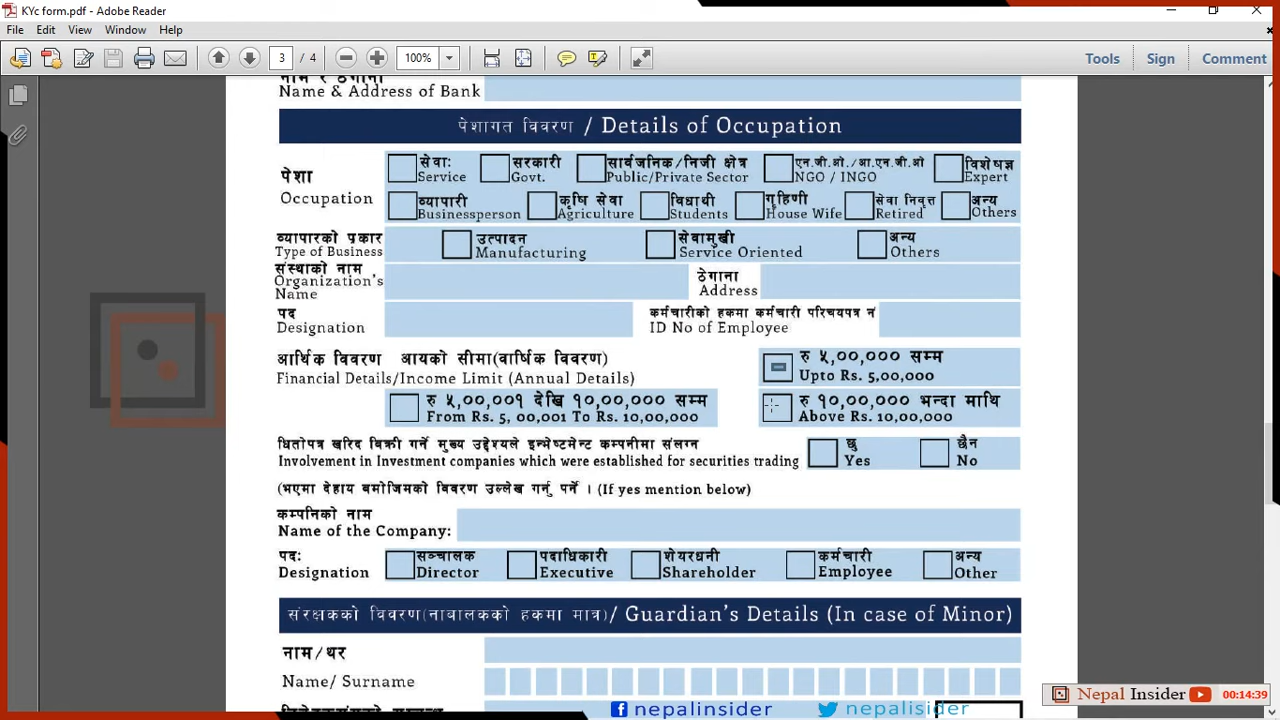 KYc form.pdf - Adobe Reader
File Edit View Window Help
3 / 4 100% Tools Sign Comment
नाम र ठेगाना
Name & Address of Bank
पेशागत विवरण / Details of Occupation
पेशा
Occupation
सेवा: सरकारी सार्वजनिक/निजी क्षेत्र एन.जी.ओ./आ.एन.जी.ओ विशेषज्ञ
Service Govt. Public/Private Sector NGO / INGO Expert
व्यापारी कृषि सेवा विधाथी गृहिणी सेवा निवृत्त अन्य
Businessperson Agriculture Students House Wife Retired Others
व्यापारको प्रकार उत्पादन सेवामुखी अन्य
Type of Business Manufacturing Service Oriented Others
संस्थाको नाम ठेगाना
Organization's Name Address
पद कर्मचारीको हकमा कर्मचारी परिचयपत्र नं
Designation ID No of Employee
आर्थिक विवरण आयको सीमा(वार्षिक विवरण) रु ५,००,००० सम्म
Financial Details/Income Limit (Annual Details) Upto Rs. 5,00,000
रु ५,००,००१ देखि १०,००,००० सम्म रु १०,००,००० भन्दा माथि
From Rs. 5, 00,001 To Rs. 10,00,000 Above Rs. 10,00,000
धितोपत्र खरिद बिक्री गर्ने मुख्य उद्देश्यले इन्भेष्टमेन्ट कम्पनीमा संलग्न छु छैन
Involvement in Investment companies which were established for securities trading Yes No
(भएमा देहाय बमोजिमको विवरण उल्लेख गर्नु पर्ने । (If yes mention below)
कम्पनिको नाम
Name of the Company:
पद: सञ्चालक पदाधिकारी शेयरधनी कर्मचारी अन्य
Designation Director Executive Shareholder Employee Other
संरक्षकको विवरण(नाबालकको हकमा मात्र)/ Guardian's Details (In case of Minor)
नाम/थर
Name/ Surname
Nepal Insider 00:14:39
nepalinsider nepalisider